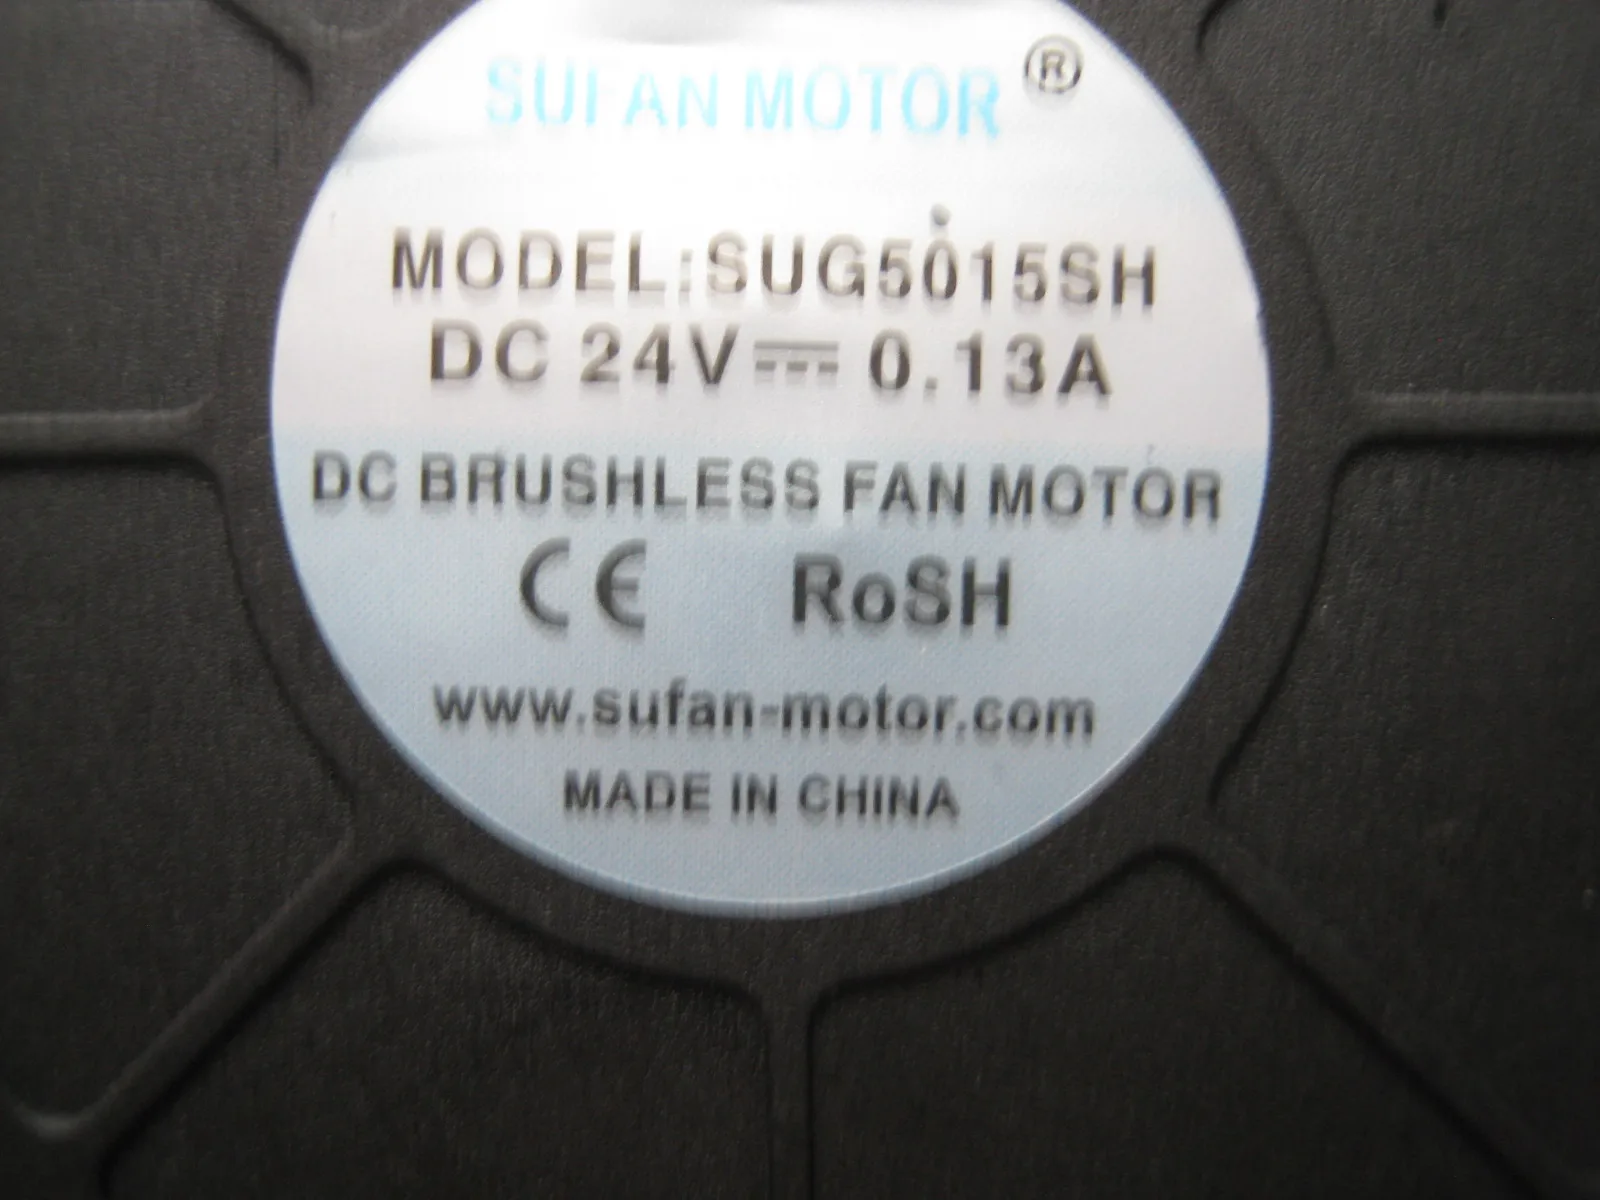 SUFAN MOTOR ®
MODEL:SUG5015SH
DC 24V⎓ 0.13A
DC BRUSHLESS FAN MOTOR
CE RoSH
www.sufan-motor.com
MADE IN CHINA